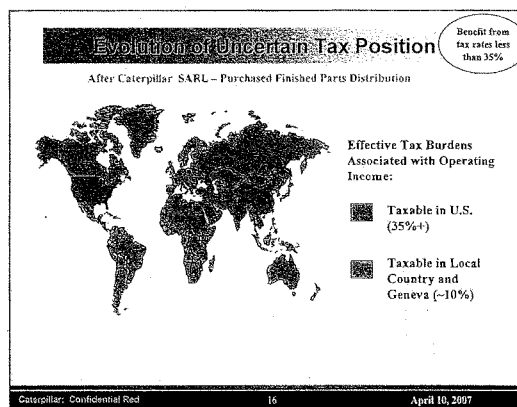 Evolution of Uncertain Tax Position
Benefit from
tax rates less
than 35%
After Caterpillar SARL – Purchased Finished Parts Distribution
Effective Tax Burdens
Associated with Operating
Income:
Taxable in U.S.
(35%+)
Taxable in Local
Country and
Geneva (~10%)
Caterpillar: Confidential Red
16
April 10, 2007